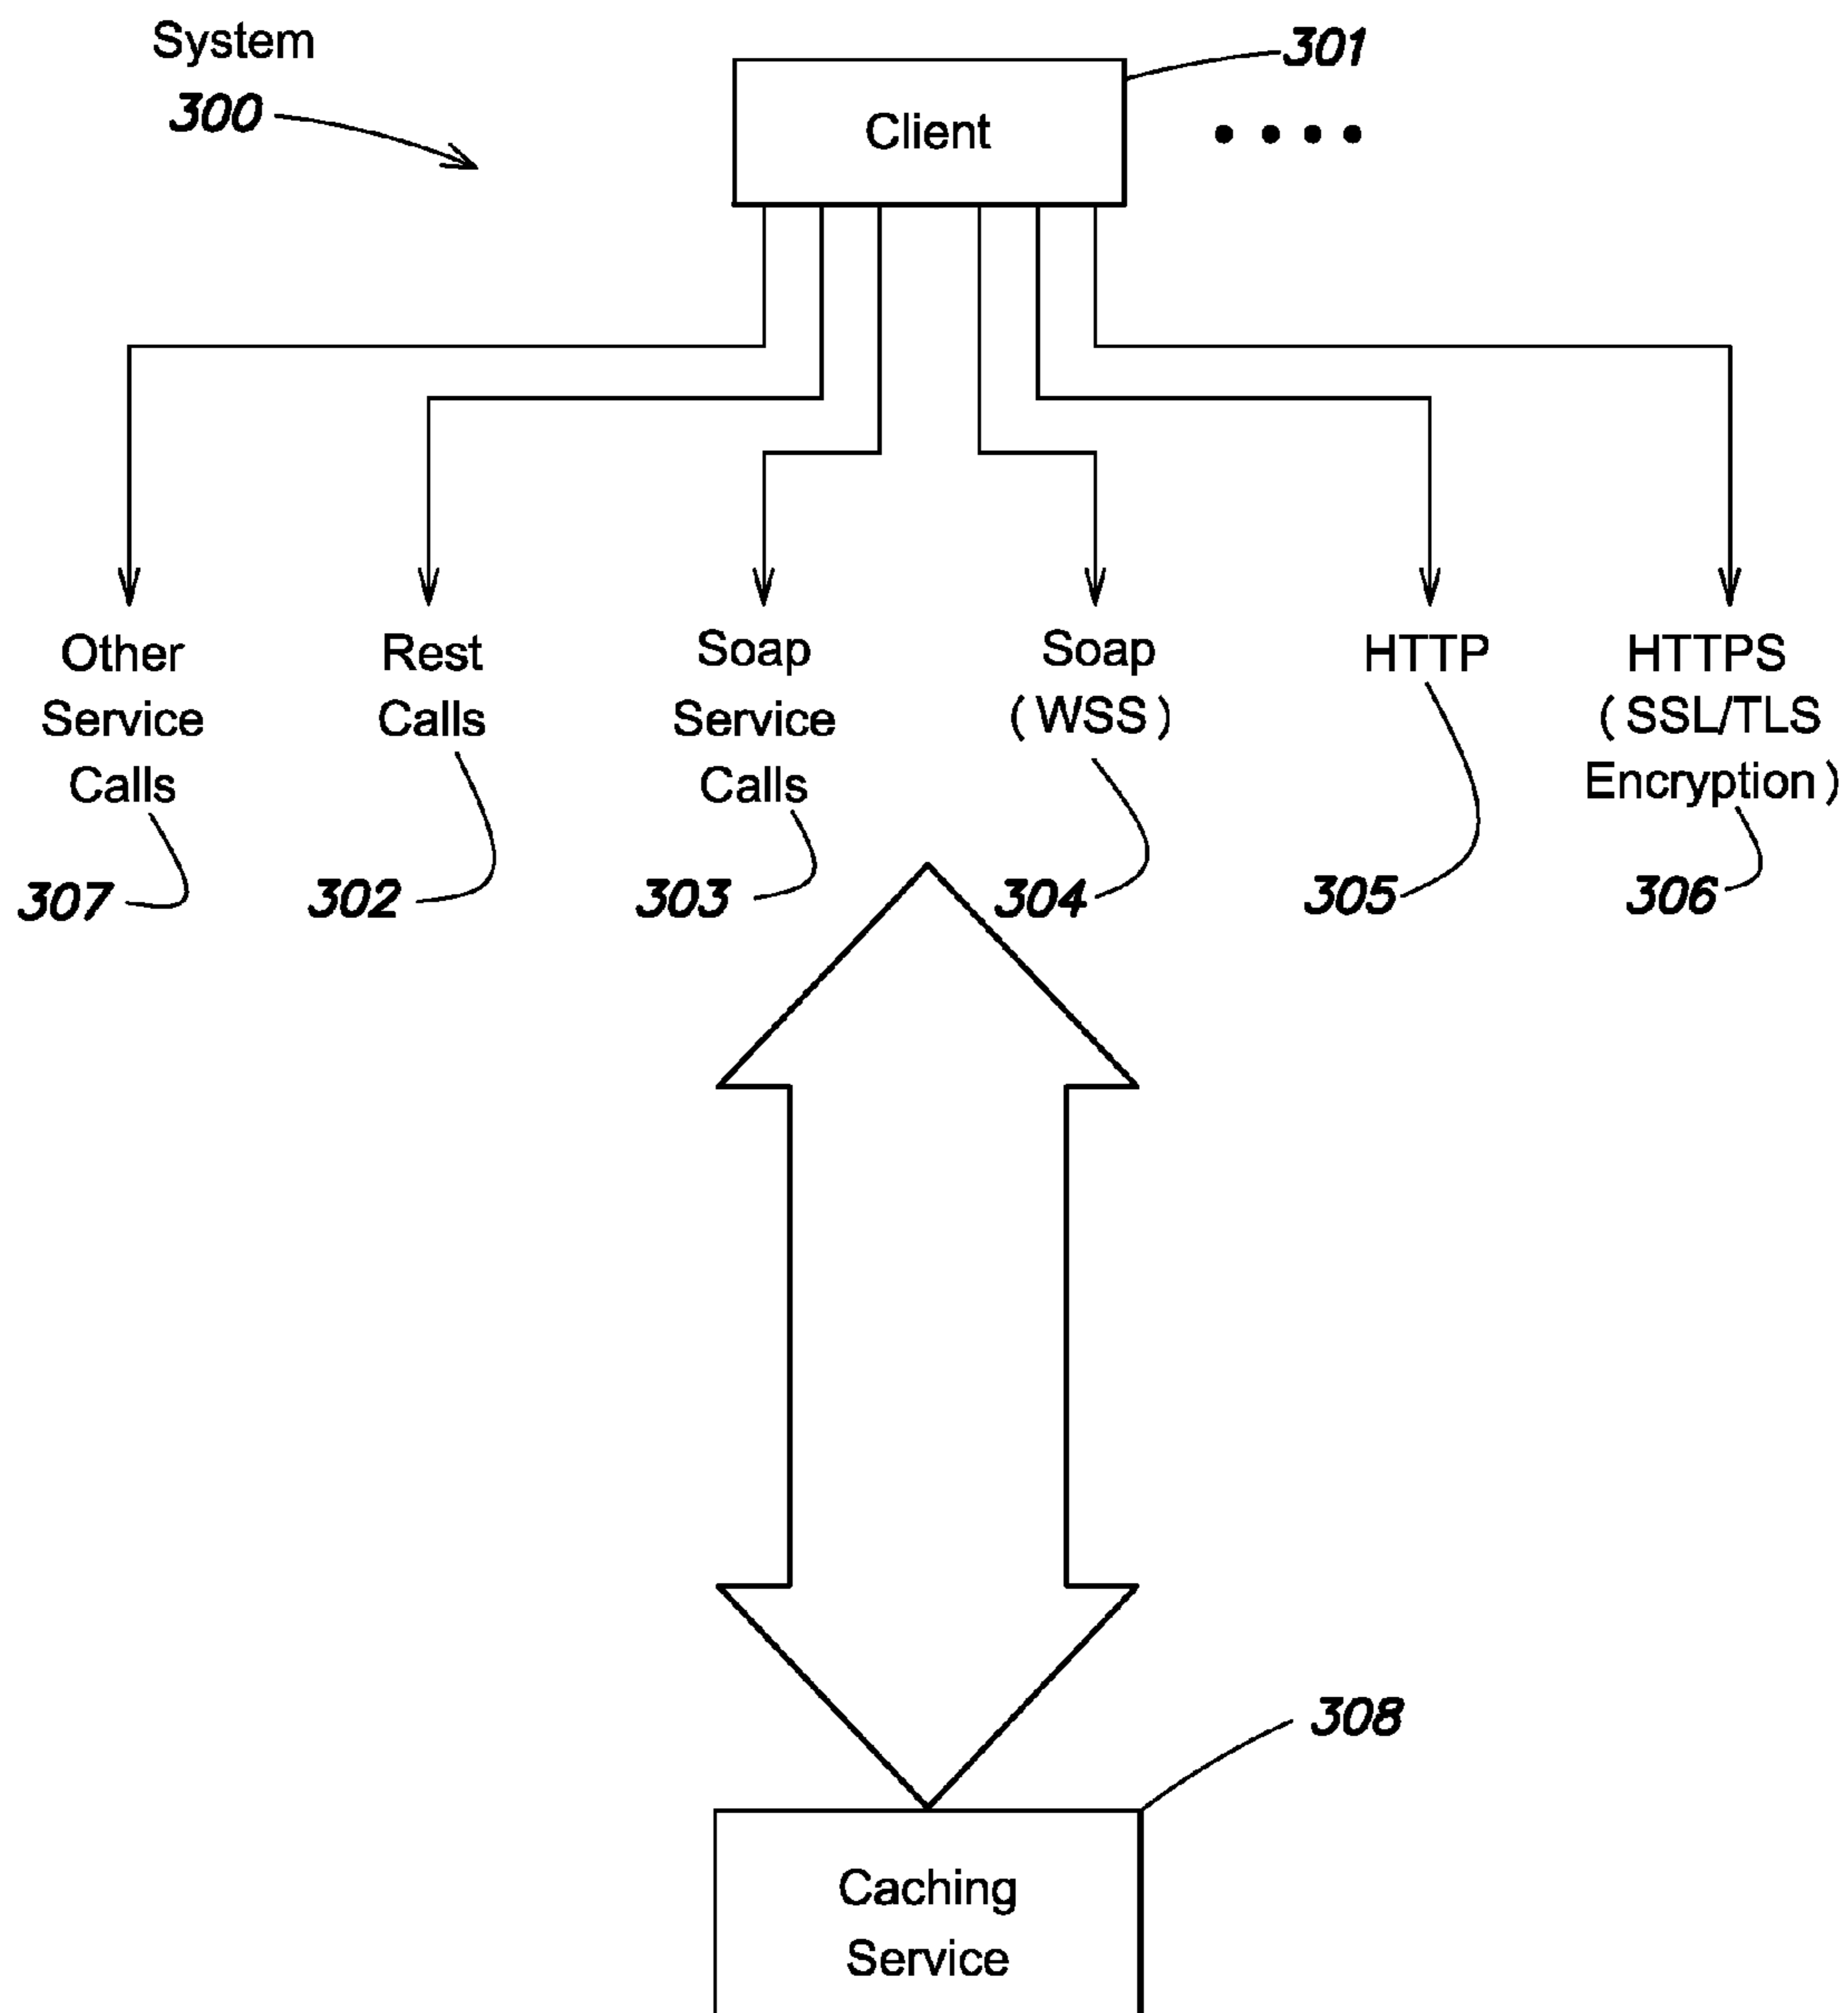 System
300
301
Client
Other
Service
Calls
Rest
Calls
Soap
Service
Calls
Soap
(WSS)
HTTP
HTTPS
(SSL/TLS
Encryption)
307
302
303
304
305
306
308
Caching
Service